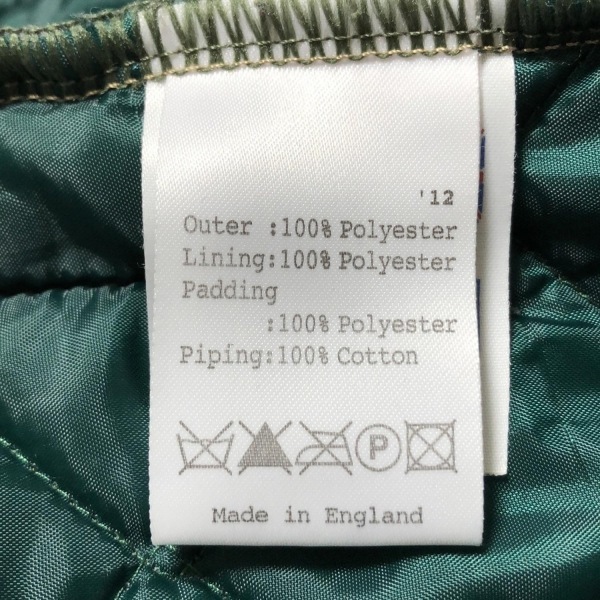 '12
Outer :100% Polyester
Lining:100% Polyester
Padding
:100% Polyester
Piping:100% Cotton
P
Made in England